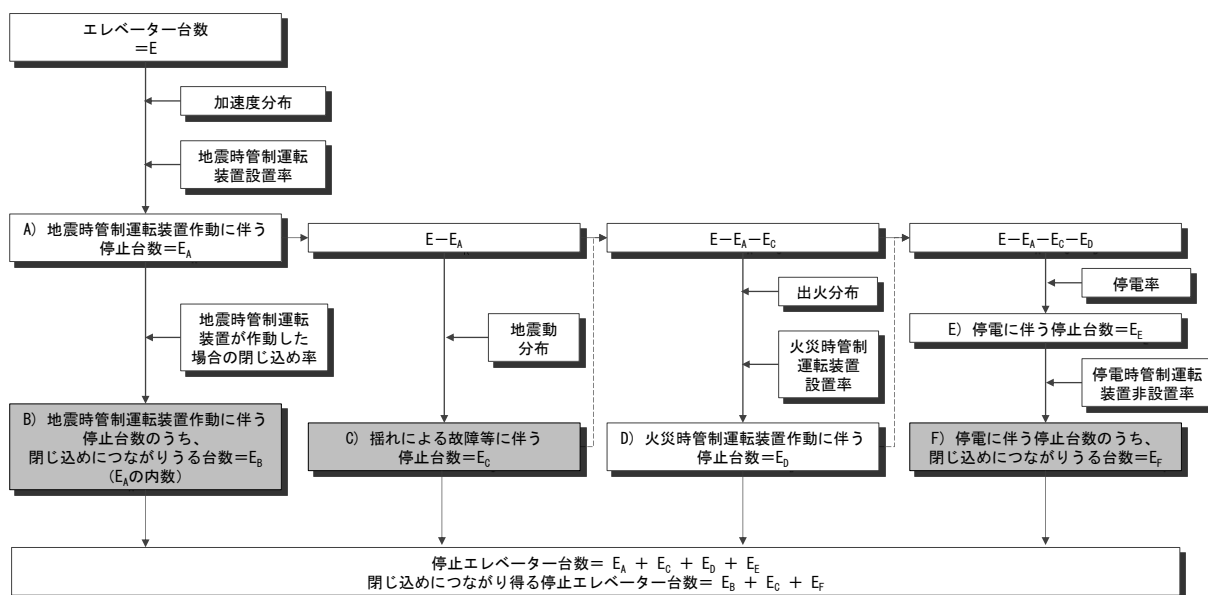 エレベーター台数
＝E
加速度分布
地震時管制運転
装置設置率
A) 地震時管制運転装置作動に伴う
停止台数＝EA
地震時管制運転
装置が作動した
場合の閉じ込め率
B) 地震時管制運転装置作動に伴う
停止台数のうち、
閉じ込めにつながりうる台数＝EB
(EAの内数)
E－EA
地震動
分布
C) 揺れによる故障等に伴う
停止台数＝EC
E－EA－EC
出火分布
火災時管制
運転装置
設置率
D) 火災時管制運転装置作動に伴う
停止台数＝ED
E－EA－EC－ED
停電率
E) 停電に伴う停止台数＝EE
停電時管制運転
装置非設置率
F) 停電に伴う停止台数のうち、
閉じ込めにつながりうる台数＝EF
停止エレベーター台数＝ EA ＋ EC ＋ ED ＋ EE
閉じ込めにつながり得る停止エレベーター台数＝ EB ＋ EC ＋ EF